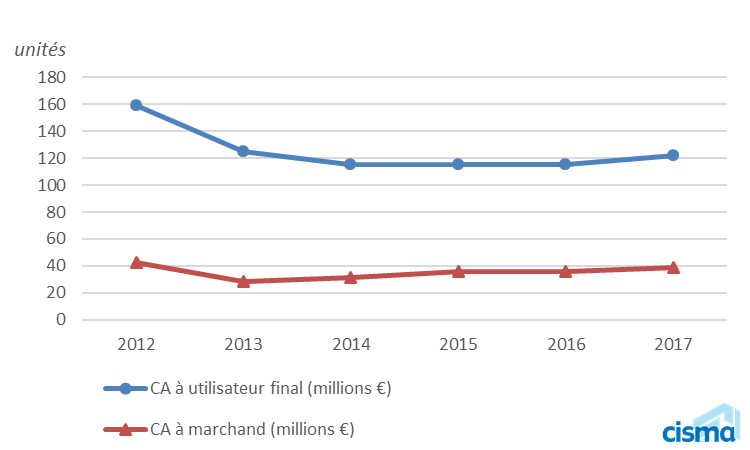 unités
180
160
140
120
100
80
60
40
20
0
2012 2013 2014 2015 2016 2017
CA à utilisateur final (millions €)
CA à marchand (millions €)
cisma